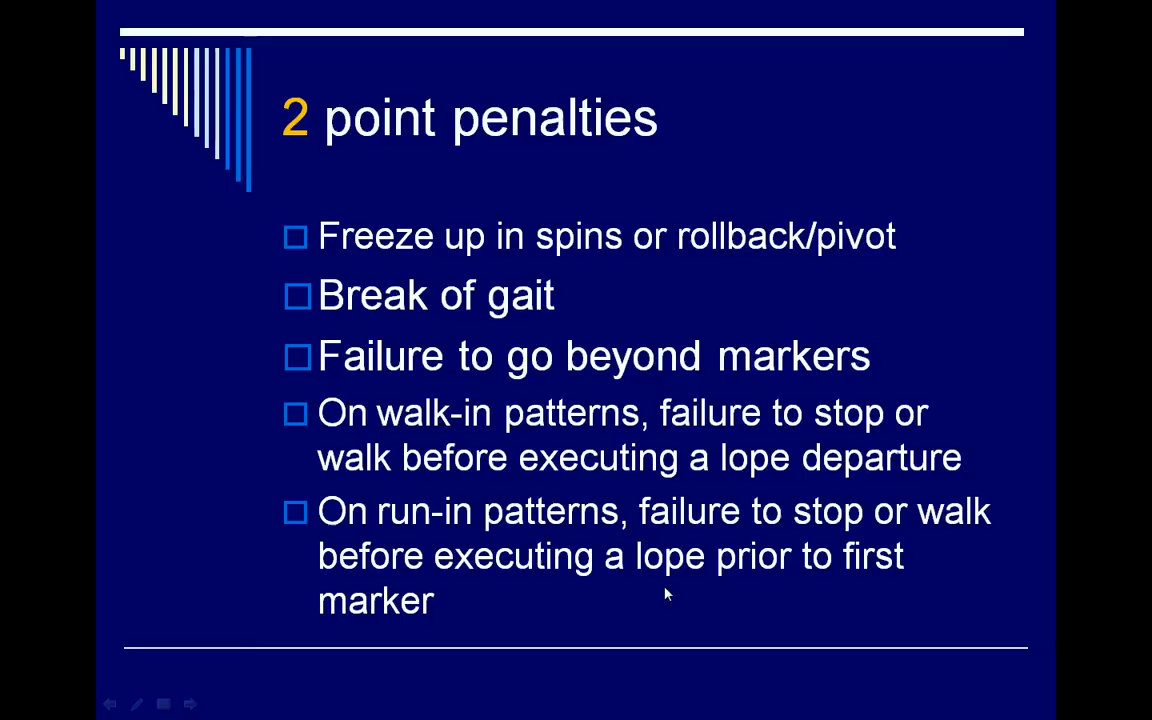 2 point penalties
Freeze up in spins or rollback/pivot
Break of gait
Failure to go beyond markers
On walk-in patterns, failure to stop or
walk before executing a lope departure
On run-in patterns, failure to stop or walk
before executing a lope prior to first
marker